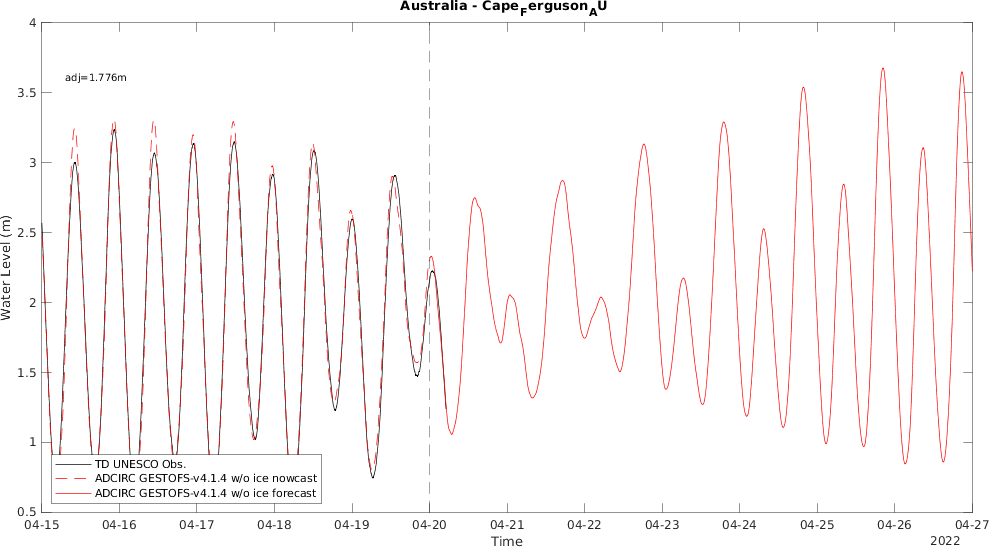 Australia - CapeFergusonAU
adj=1.776m
4
3.5
3
2.5
2
1.5
1
0.5
Water Level (m)
TD UNESCO Obs.
ADCIRC GESTOFS-v4.1.4 w/o ice nowcast
ADCIRC GESTOFS-v4.1.4 w/o ice forecast
04-15 04-16 04-17 04-18 04-19 04-20 04-21 04-22 04-23 04-24 04-25 04-26 04-27
Time
2022